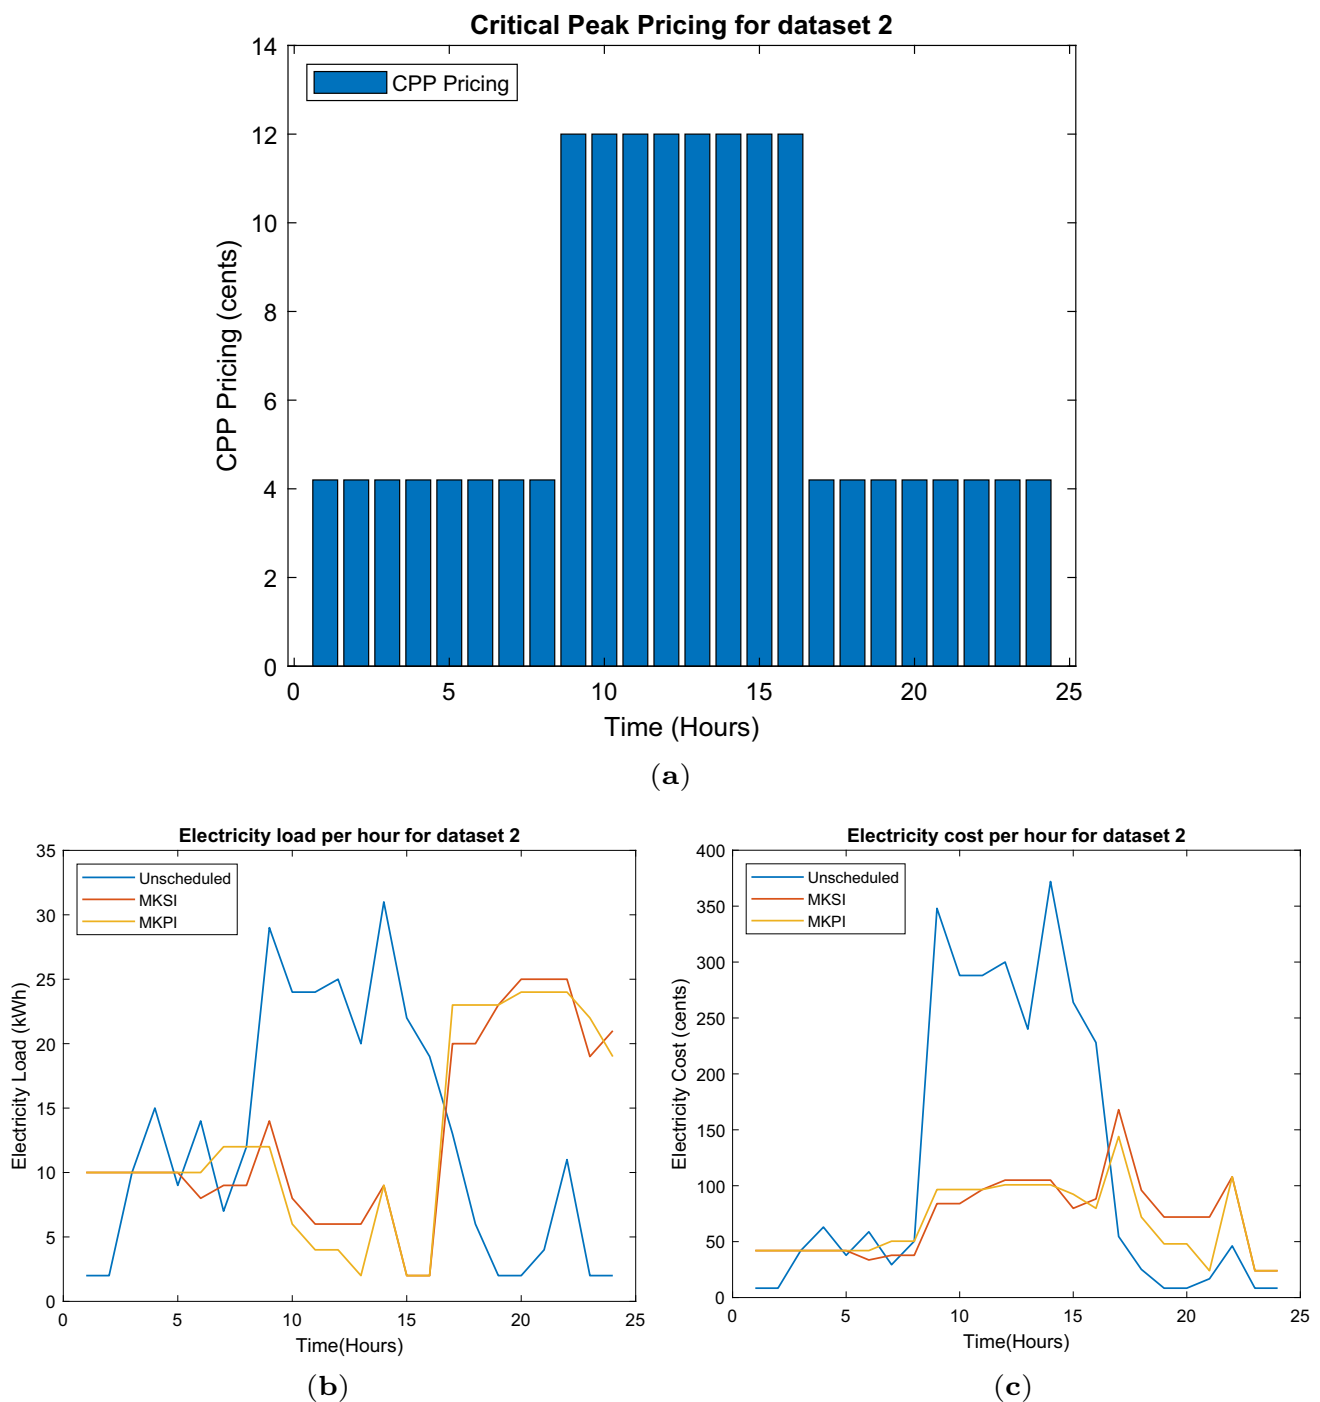 Critical Peak Pricing for dataset 2
14
12
10
8
6
4
2
0
CPP Pricing
CPP Pricing (cents)
0 5 10 15 20 25
Time (Hours)
(a)
Electricity load per hour for dataset 2
35
30
25
20
15
10
5
0
Unscheduled
MKSI
MKPI
Electricity Load (kWh)
0 5 10 15 20 25
Time(Hours)
(b)
Electricity cost per hour for dataset 2
400
350
300
250
200
150
100
50
0
Unscheduled
MKSI
MKPI
Electricity Cost (cents)
0 5 10 15 20 25
Time(Hours)
(c)